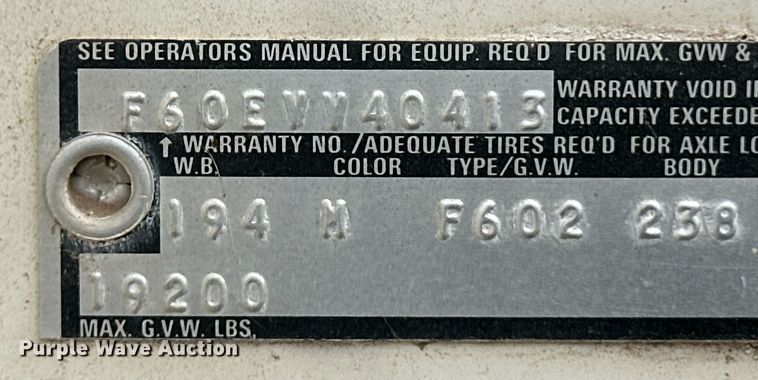 SEE OPERATORS MANUAL FOR EQUIP. REQ'D FOR MAX. GVW &
F60EVY40413
WARRANTY VOID IF
CAPACITY EXCEEDE
↑ WARRANTY NO./ADEQUATE TIRES REQ'D FOR AXLE LO
W.B. COLOR TYPE/G.V.W. BODY
194 M F602 238
19200
MAX. G.V.W. LBS.
Purple Wave Auction